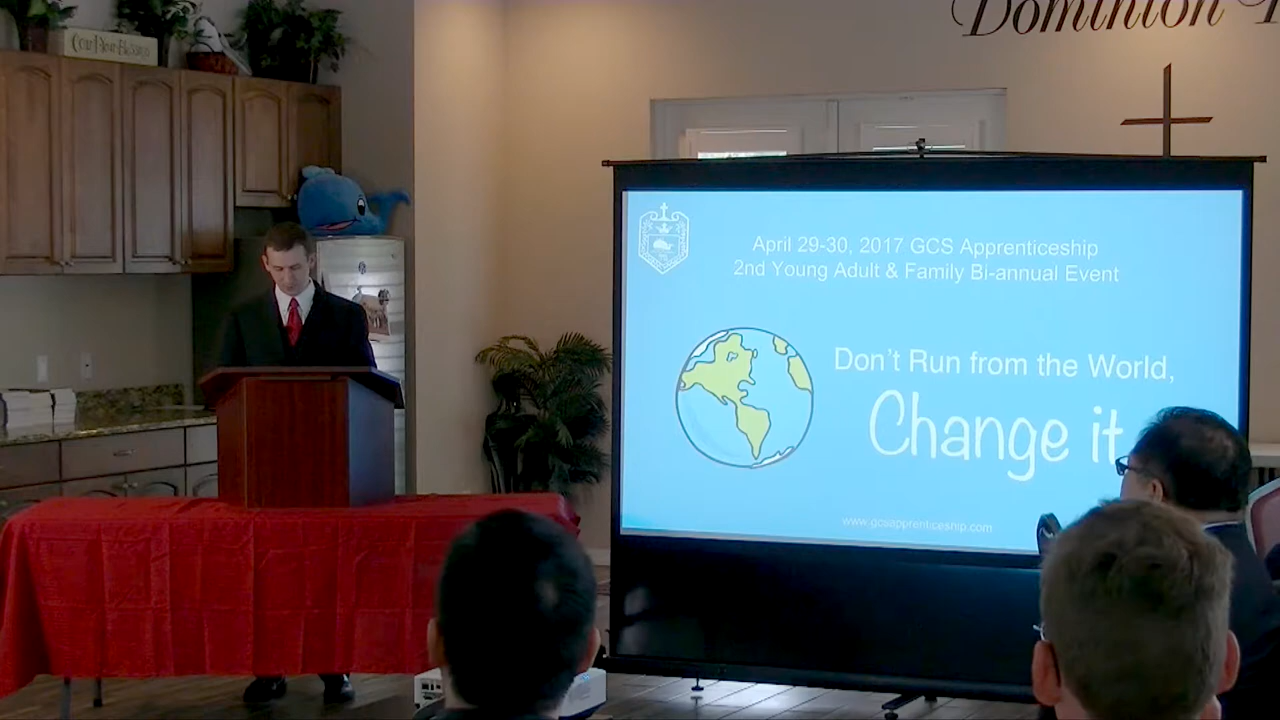 Dominion
April 29-30, 2017 GCS Apprenticeship
2nd Young Adult & Family Bi-annual Event
Don't Run from the World,
Change it
www.gcsapprenticeship.com